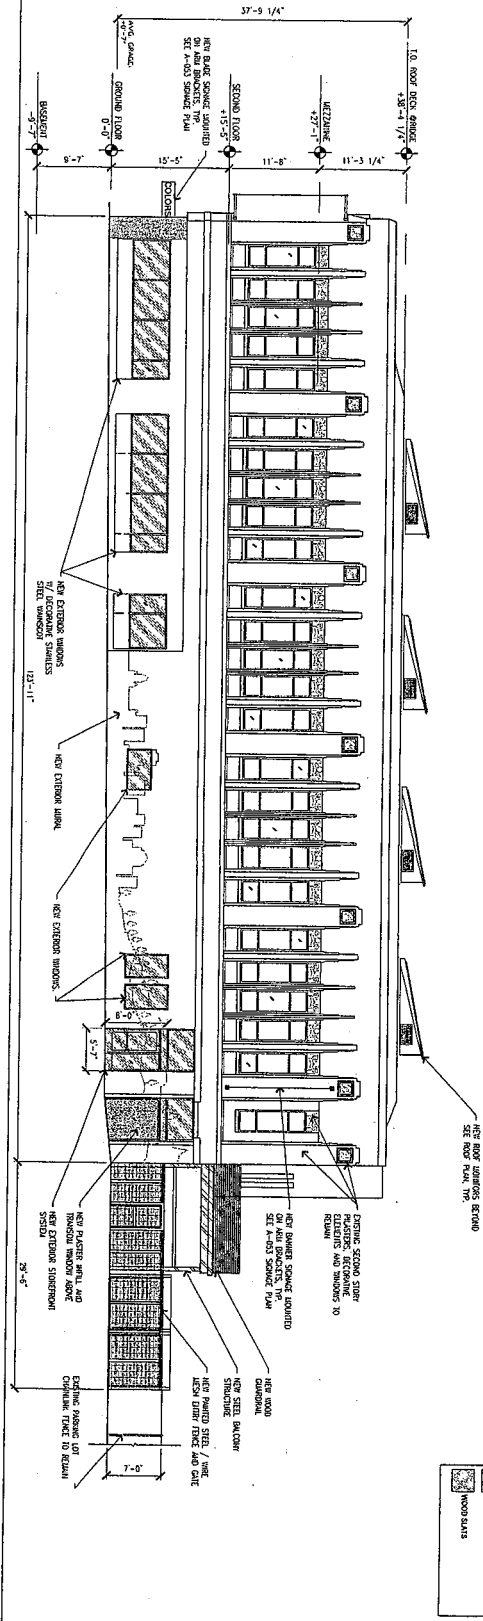 37'-9 1/4"
T.O. ROOF DECK @RIDGE
+38'-4 1/4"
11'-3 1/4"
MEZZANINE
+27'-1"
11'-8"
SECOND FLOOR
+15'-5"
15'-5"
GROUND FLOOR
0'-0"
AVG. GRADE:
+0'-7"
9'-7"
BASEMENT
-9'-7"
NEW BLADE SIGNAGE MOUNTED
ON ARM BRACKETS, TYP.
SEE A-053 SIGNAGE PLAN
COLORS
NEW EXTERIOR WINDOWS
W/ DECORATIVE STAINLESS
STEEL WAINSCOT
123'-11"
NEW EXTERIOR MURAL
NEW EXTERIOR WINDOWS
8'-0"
5'-7"
NEW ROOF MONITORS BEYOND
SEE ROOF PLAN, TYP.
EXISTING SECOND STORY
PILASTERS, DECORATIVE
ELEMENTS AND WINDOWS TO
REMAIN
NEW BANNER SIGNAGE MOUNTED
ON ARM BRACKETS, TYP.
SEE A-053 SIGNAGE PLAN
NEW WOOD
GUARDRAIL
NEW STEEL BALCONY
STRUCTURE
NEW PAINTED STEEL / WIRE
MESH ENTRY FENCE AND GATE
7'-0"
29'-6"
NEW EXTERIOR STOREFRONT
SYSTEM
NEW PLASTER INFILL AND
TRANSOM WINDOW ABOVE
EXISTING PARKING LOT
CHAINLINK FENCE TO REMAIN
WOOD SLATS